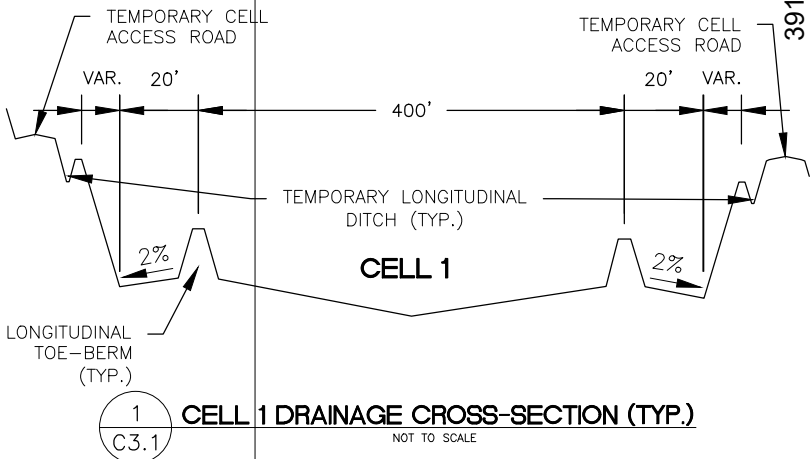 TEMPORARY CELL
ACCESS ROAD
TEMPORARY CELL
ACCESS ROAD
391
VAR.
20'
400'
20'
VAR.
TEMPORARY LONGITUDINAL
DITCH (TYP.)
2%
CELL 1
2%
LONGITUDINAL
TOE-BERM
(TYP.)
1
C3.1
CELL 1 DRAINAGE CROSS-SECTION (TYP.)
NOT TO SCALE